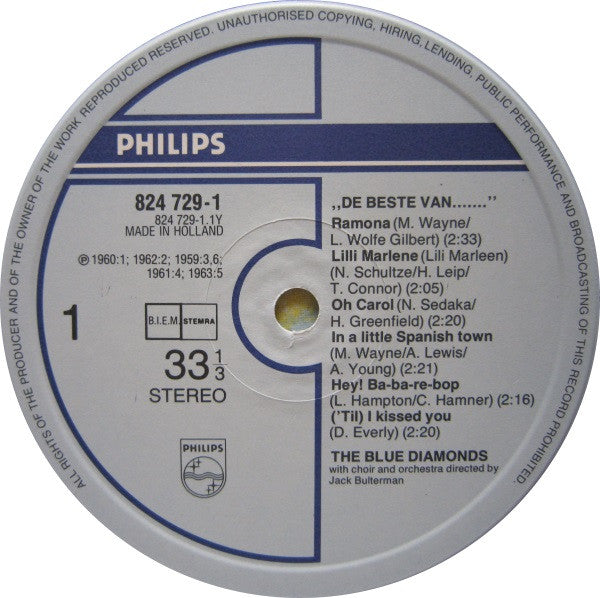 ALL RIGHTS OF THE PRODUCER AND OF THE OWNER OF THE WORK REPRODUCED RESERVED. UNAUTHORISED COPYING, HIRING, LENDING, PUBLIC PERFORMANCE AND BROADCASTING OF THIS RECORD PROHIBITED.
PHILIPS
824 729-1
824 729-1.1Y
MADE IN HOLLAND
℗ 1960:1; 1962:2; 1959:3,6;
1961:4; 1963:5
1
B.I.E.M. STEMRA
33 1/3
STEREO
PHILIPS
,,DE BESTE VAN......."
Ramona (M. Wayne/
L. Wolfe Gilbert) (2:33)
Lilli Marlene (Lili Marleen)
(N. Schultze/H. Leip/
T. Connor) (2:05)
Oh Carol (N. Sedaka/
H. Greenfield) (2:20)
In a little Spanish town
(M. Wayne/A. Lewis/
A. Young) (2:21)
Hey! Ba-ba-re-bop
(L. Hampton/C. Hamner) (2:16)
('Til) I kissed you
(D. Everly) (2:20)
THE BLUE DIAMONDS
with choir and orchestra directed by
Jack Bulterman